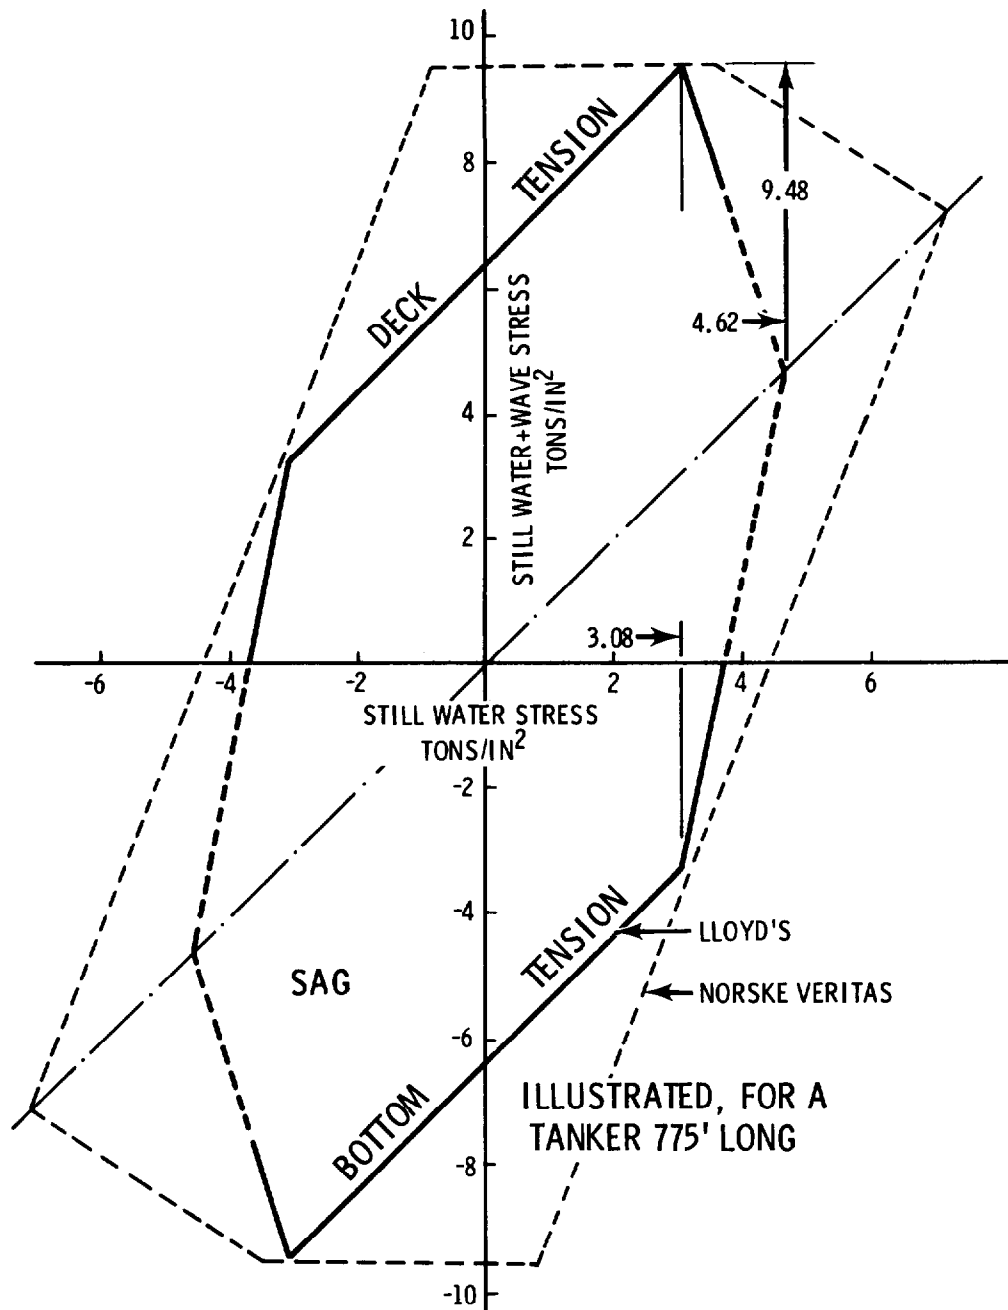 10
8
4
2
-2
-4
-6
-8
-10
-6
-4
-2
2
4
6
TENSION
DECK
9.48
4.62
STILL WATER+WAVE STRESS
TONS/IN²
3.08
STILL WATER STRESS
TONS/IN²
TENSION
BOTTOM
SAG
LLOYD'S
NORSKE VERITAS
ILLUSTRATED, FOR A
TANKER 775' LONG